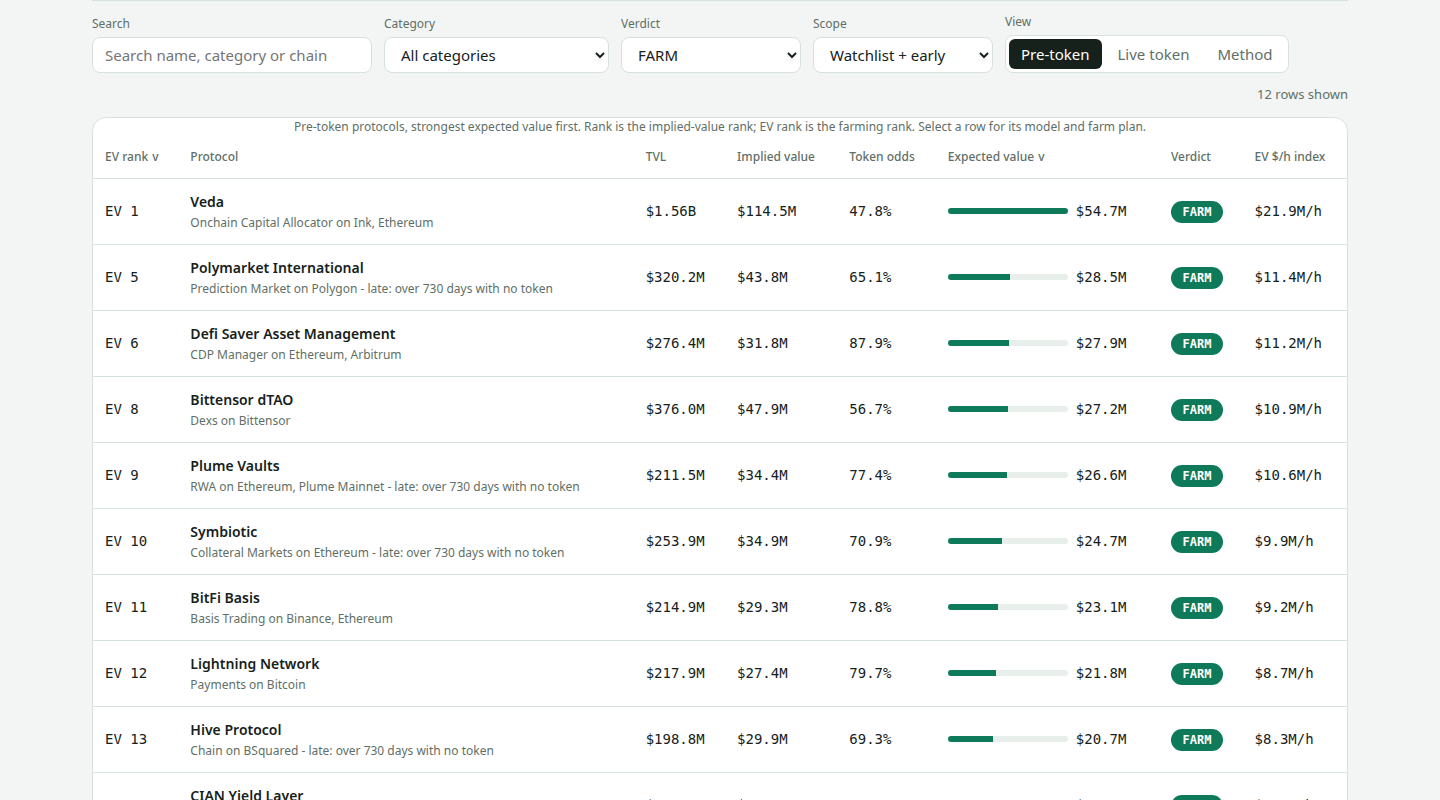 Search
Category
Verdict
Scope
View
Search name, category or chain
All categories
FARM
Watchlist + early
Pre-token
Live token
Method
12 rows shown
Pre-token protocols, strongest expected value first. Rank is the implied-value rank; EV rank is the farming rank. Select a row for its model and farm plan.
EV rank v Protocol TVL Implied value Token odds Expected value v Verdict EV $/h index
EV 1 Veda $1.56B $114.5M 47.8% $54.7M FARM $21.9M/h
Onchain Capital Allocator on Ink, Ethereum
EV 5 Polymarket International $320.2M $43.8M 65.1% $28.5M FARM $11.4M/h
Prediction Market on Polygon - late: over 730 days with no token
EV 6 Defi Saver Asset Management $276.4M $31.8M 87.9% $27.9M FARM $11.2M/h
CDP Manager on Ethereum, Arbitrum
EV 8 Bittensor dTAO $376.0M $47.9M 56.7% $27.2M FARM $10.9M/h
Dexs on Bittensor
EV 9 Plume Vaults $211.5M $34.4M 77.4% $26.6M FARM $10.6M/h
RWA on Ethereum, Plume Mainnet - late: over 730 days with no token
EV 10 Symbiotic $253.9M $34.9M 70.9% $24.7M FARM $9.9M/h
Collateral Markets on Ethereum - late: over 730 days with no token
EV 11 BitFi Basis $214.9M $29.3M 78.8% $23.1M FARM $9.2M/h
Basis Trading on Binance, Ethereum
EV 12 Lightning Network $217.9M $27.4M 79.7% $21.8M FARM $8.7M/h
Payments on Bitcoin
EV 13 Hive Protocol $198.8M $29.9M 69.3% $20.7M FARM $8.3M/h
Chain on BSquared - late: over 730 days with no token
CIAN Yield Layer